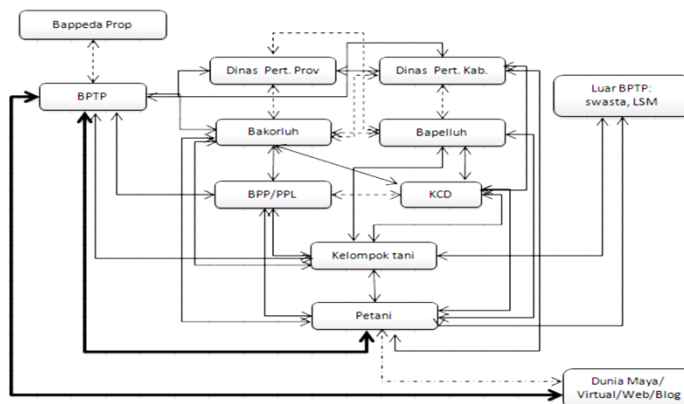 Bappeda Prop
Dinas Pert. Prov
Dinas Pert. Kab.
BPTP
Luar BPTP:
swasta, LSM
Bakorluh
Bapelluh
BPP/PPL
KCD
Kelompok tani
Petani
Dunia Maya/
Virtual/Web/Blog